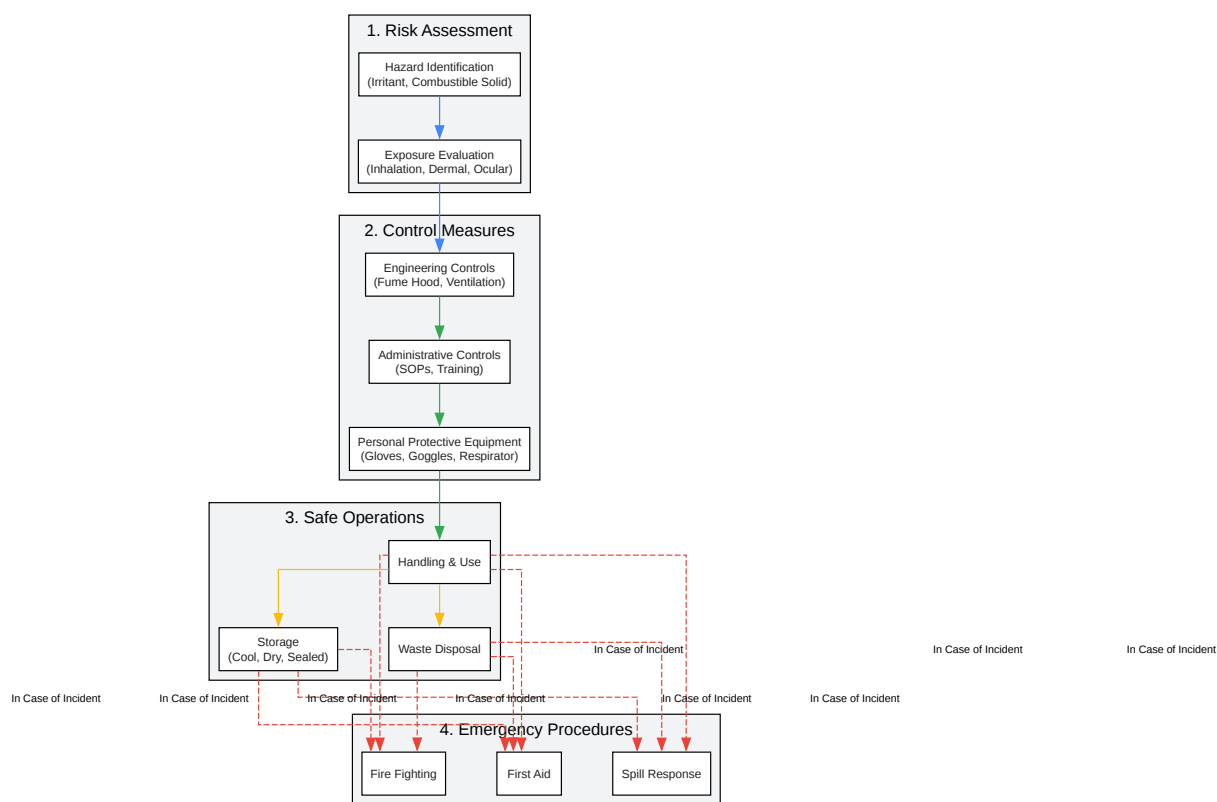 1. Risk Assessment
Hazard Identification
(Irritant, Combustible Solid)
Exposure Evaluation
(Inhalation, Dermal, Ocular)
2. Control Measures
Engineering Controls
(Fume Hood, Ventilation)
Administrative Controls
(SOPs, Training)
Personal Protective Equipment
(Gloves, Goggles, Respirator)
3. Safe Operations
Handling & Use
Storage
(Cool, Dry, Sealed)
Waste Disposal
In Case of Incident
In Case of Incident
In Case of Incident
In Case of Incident
In Case of Incident
In Case of Incident
In Case of Incident
In Case of Incident
In Case of Incident
4. Emergency Procedures
Fire Fighting
First Aid
Spill Response